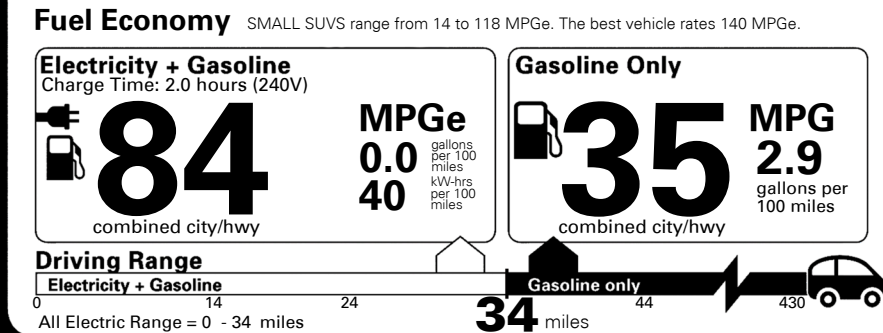 Fuel Economy SMALL SUVS range from 14 to 118 MPGe. The best vehicle rates 140 MPGe.
Electricity + Gasoline
Charge Time: 2.0 hours (240V)
84
combined city/hwy
MPGe
0.0 gallons per 100 miles
40 kW-hrs per 100 miles
Gasoline Only
35
combined city/hwy
MPG
2.9
gallons per
100 miles
Driving Range
Electricity + Gasoline Gasoline only
0 14 24 34 miles 44 430
All Electric Range = 0 - 34 miles